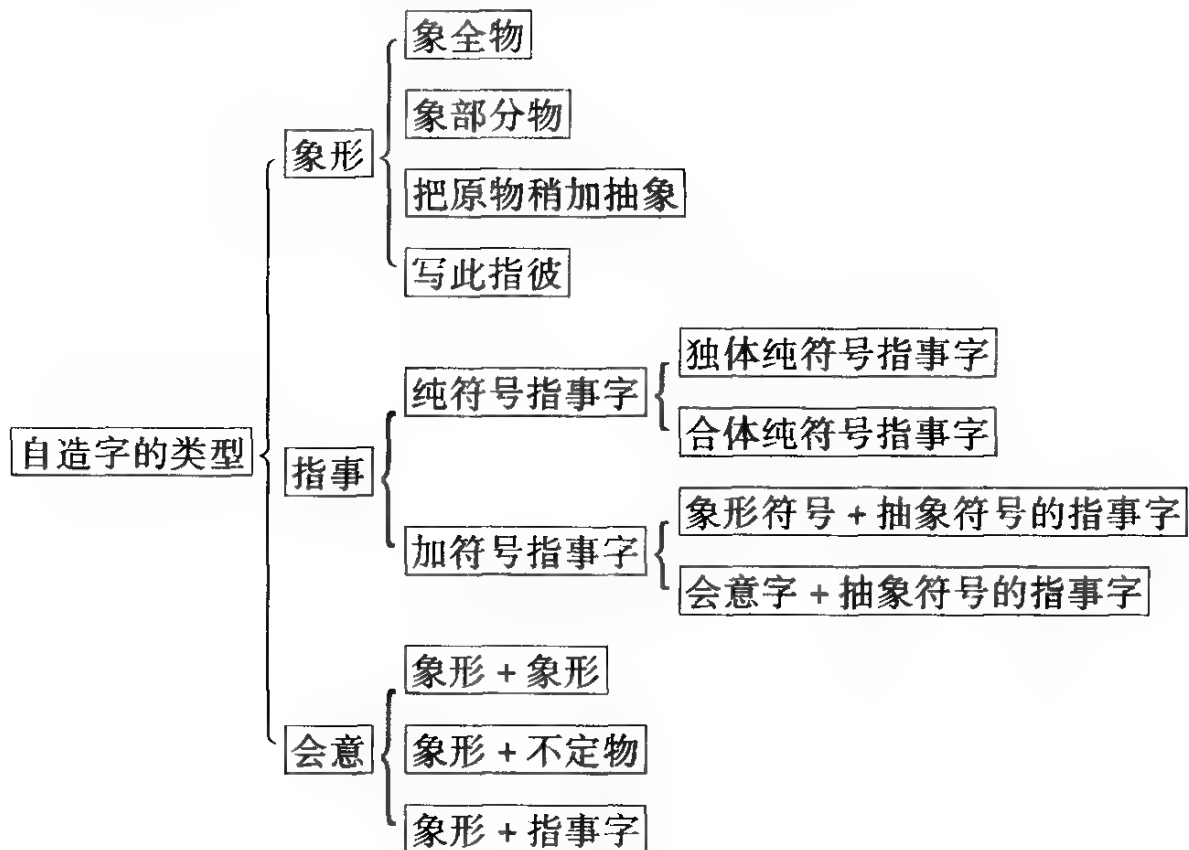 自造字的类型
象形
象全物
象部分物
把原物稍加抽象
写此指彼
指事
纯符号指事字
独体纯符号指事字
合体纯符号指事字
加符号指事字
象形符号 + 抽象符号的指事字
会意字 + 抽象符号的指事字
会意
象形 + 象形
象形 + 不定物
象形 + 指事字